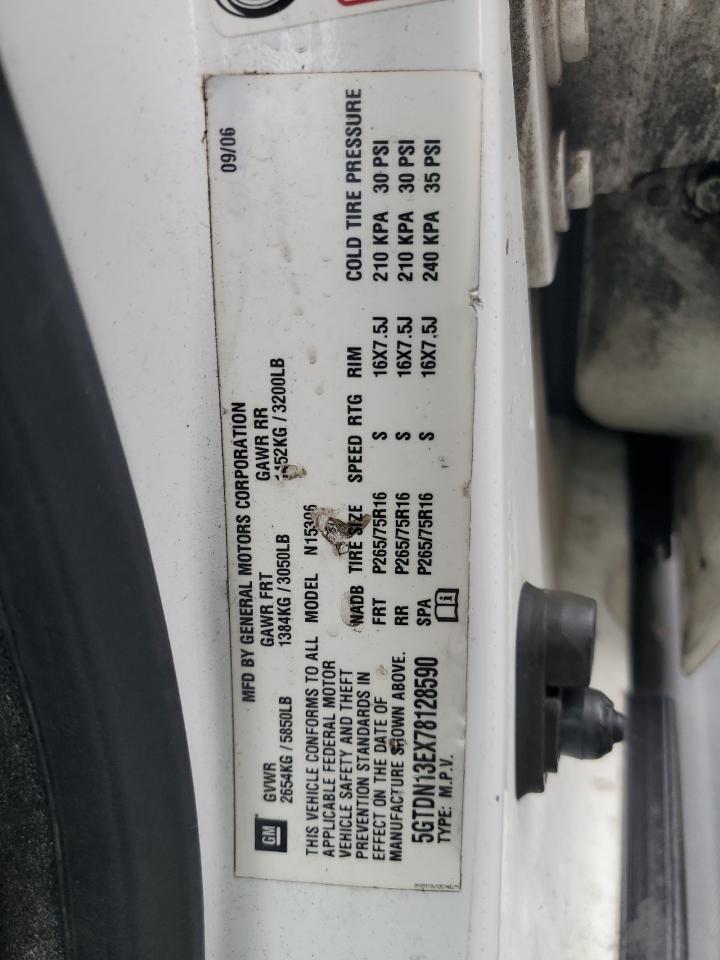 09/06
MFD BY GENERAL MOTORS CORPORATION
GM GVWR GAWR FRT GAWR RR
2654KG / 5850LB 1384KG / 3050LB 1452KG / 3200LB
THIS VEHICLE CONFORMS TO ALL
APPLICABLE FEDERAL MOTOR
VEHICLE SAFETY AND THEFT
PREVENTION STANDARDS IN
EFFECT ON THE DATE OF
MANUFACTURE SHOWN ABOVE.
5GTDN13EX78128590
TYPE: M.P.V.
MODEL N15306
NADB TIRE SIZE SPEED RTG RIM COLD TIRE PRESSURE
FRT P265/75R16 S 16X7.5J 210 KPA 30 PSI
RR P265/75R16 S 16X7.5J 210 KPA 30 PSI
SPA P265/75R16 S 16X7.5J 240 KPA 35 PSI